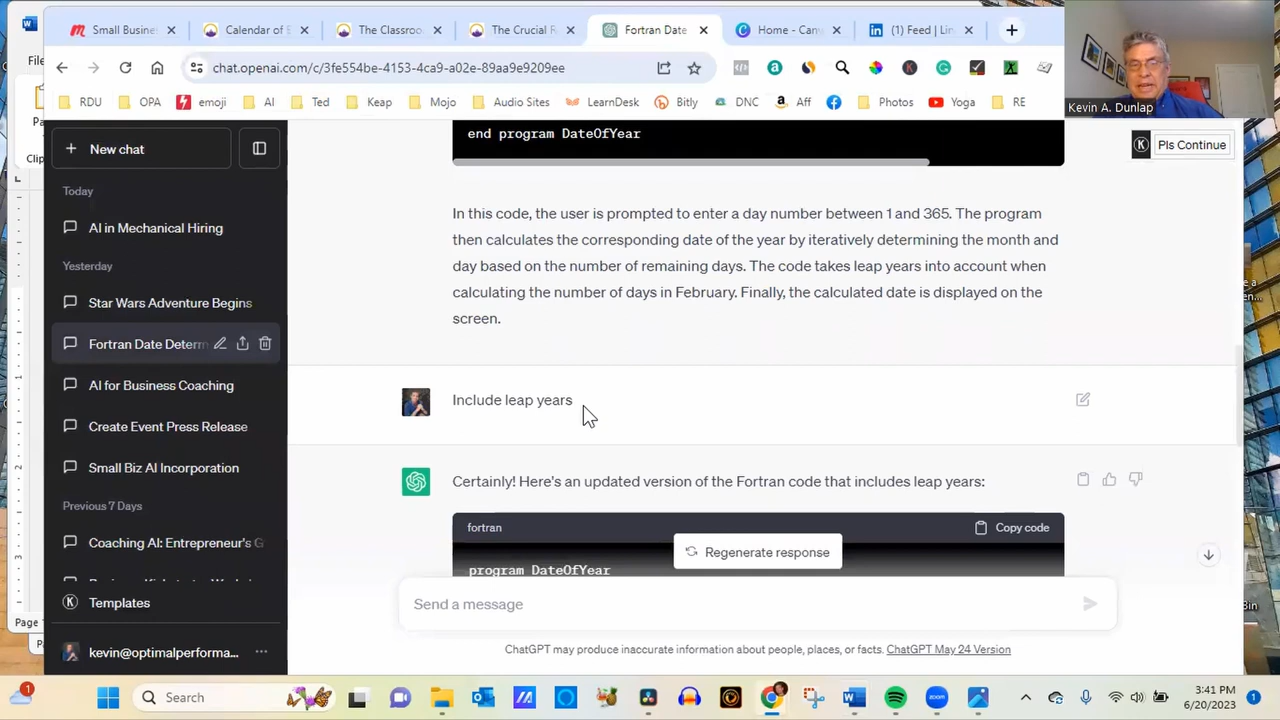 Small Busine
Calendar of E
The Classroo
The Crucial R
Fortran Date
Home - Can
(1) Feed | Lin
chat.openai.com/c/3fe554be-4153-4ca9-a02e-89aa9e9209ee
File
RDU
OPA
emoji
AI
Ted
Keap
Mojo
Audio Sites
LearnDesk
Bitly
DNC
Aff
Photos
Yoga
RE
Kevin A. Dunlap
Pa
Clip
New chat
Today
AI in Mechanical Hiring
Yesterday
Star Wars Adventure Begins
Fortran Date Determ
AI for Business Coaching
Create Event Press Release
Small Biz AI Incorporation
Previous 7 Days
Coaching AI: Entrepreneur's G
Templates
kevin@optimalperforma...
end program DateOfYear
Pls Continue
In this code, the user is prompted to enter a day number between 1 and 365. The program
then calculates the corresponding date of the year by iteratively determining the month and
day based on the number of remaining days. The code takes leap years into account when
calculating the number of days in February. Finally, the calculated date is displayed on the
screen.
Include leap years
Certainly! Here's an updated version of the Fortran code that includes leap years:
fortran
Copy code
program DateOfYear
Regenerate response
Send a message
ChatGPT may produce inaccurate information about people, places, or facts. ChatGPT May 24 Version
Page
Search
3:41 PM
6/20/2023